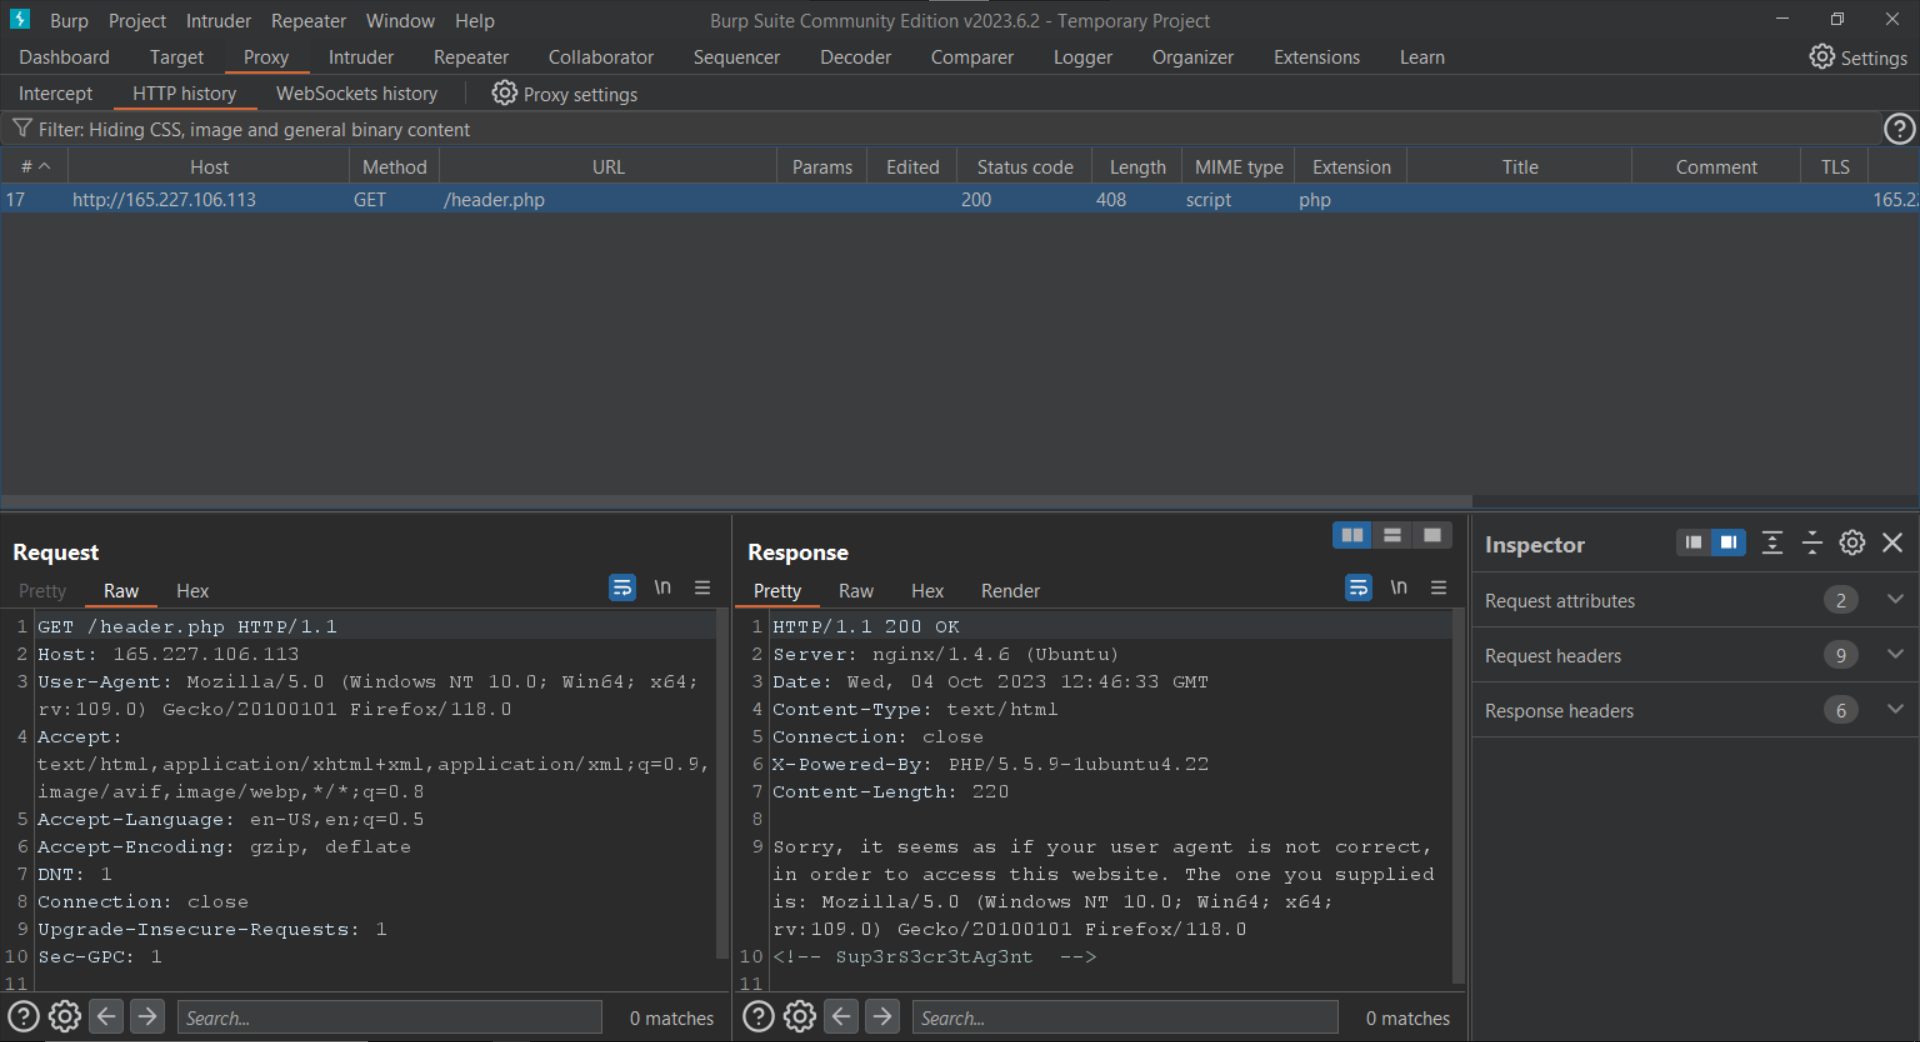 Burp Project Intruder Repeater Window Help Burp Suite Community Edition v2023.6.2 - Temporary Project
Dashboard Target Proxy Intruder Repeater Collaborator Sequencer Decoder Comparer Logger Organizer Extensions Learn Settings
Intercept HTTP history WebSockets history Proxy settings
Filter: Hiding CSS, image and general binary content
# Host Method URL Params Edited Status code Length MIME type Extension Title Comment TLS
17 http://165.227.106.113 GET /header.php 200 408 script php 165.2
Request
Pretty Raw Hex \n
1 GET /header.php HTTP/1.1
2 Host: 165.227.106.113
3 User-Agent: Mozilla/5.0 (Windows NT 10.0; Win64; x64;
rv:109.0) Gecko/20100101 Firefox/118.0
4 Accept:
text/html,application/xhtml+xml,application/xml;q=0.9,
image/avif,image/webp,*/*;q=0.8
5 Accept-Language: en-US,en;q=0.5
6 Accept-Encoding: gzip, deflate
7 DNT: 1
8 Connection: close
9 Upgrade-Insecure-Requests: 1
10 Sec-GPC: 1
11
Search... 0 matches
Response
Pretty Raw Hex Render \n
1 HTTP/1.1 200 OK
2 Server: nginx/1.4.6 (Ubuntu)
3 Date: Wed, 04 Oct 2023 12:46:33 GMT
4 Content-Type: text/html
5 Connection: close
6 X-Powered-By: PHP/5.5.9-1ubuntu4.22
7 Content-Length: 220
8
9 Sorry, it seems as if your user agent is not correct,
in order to access this website. The one you supplied
is: Mozilla/5.0 (Windows NT 10.0; Win64; x64;
rv:109.0) Gecko/20100101 Firefox/118.0
10 <!-- Sup3rS3cr3tAg3nt  -->
11
Search... 0 matches
Inspector
Request attributes 2
Request headers 9
Response headers 6